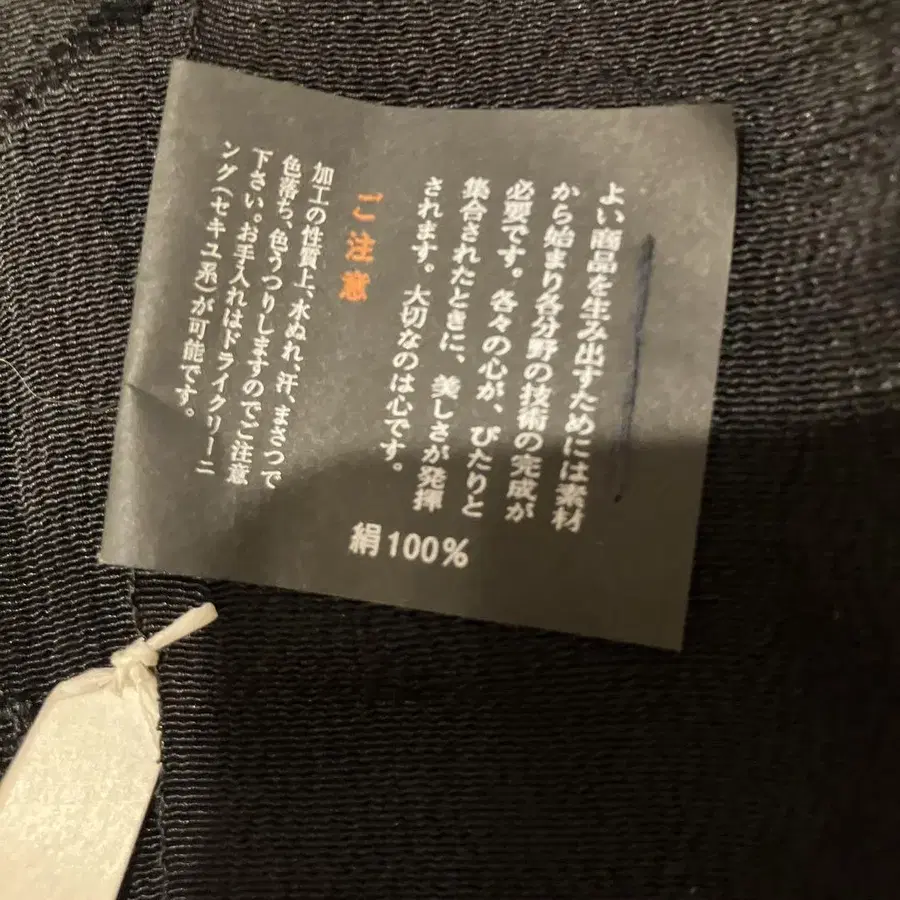 よい商品を生み出すためには素材
から始まり各分野の技術の完成が
必要です。各々の心が、ぴたりと
集合されたときに、美しさが発揮
されます。大切なのは心です。
ご注意
加工の性質上、水ぬれ、汗、まさつで
色落ち、色うつりしますのでご注意
下さい。お手入れはドライクリーニ
ング(セキユ系)が可能です。
絹100%